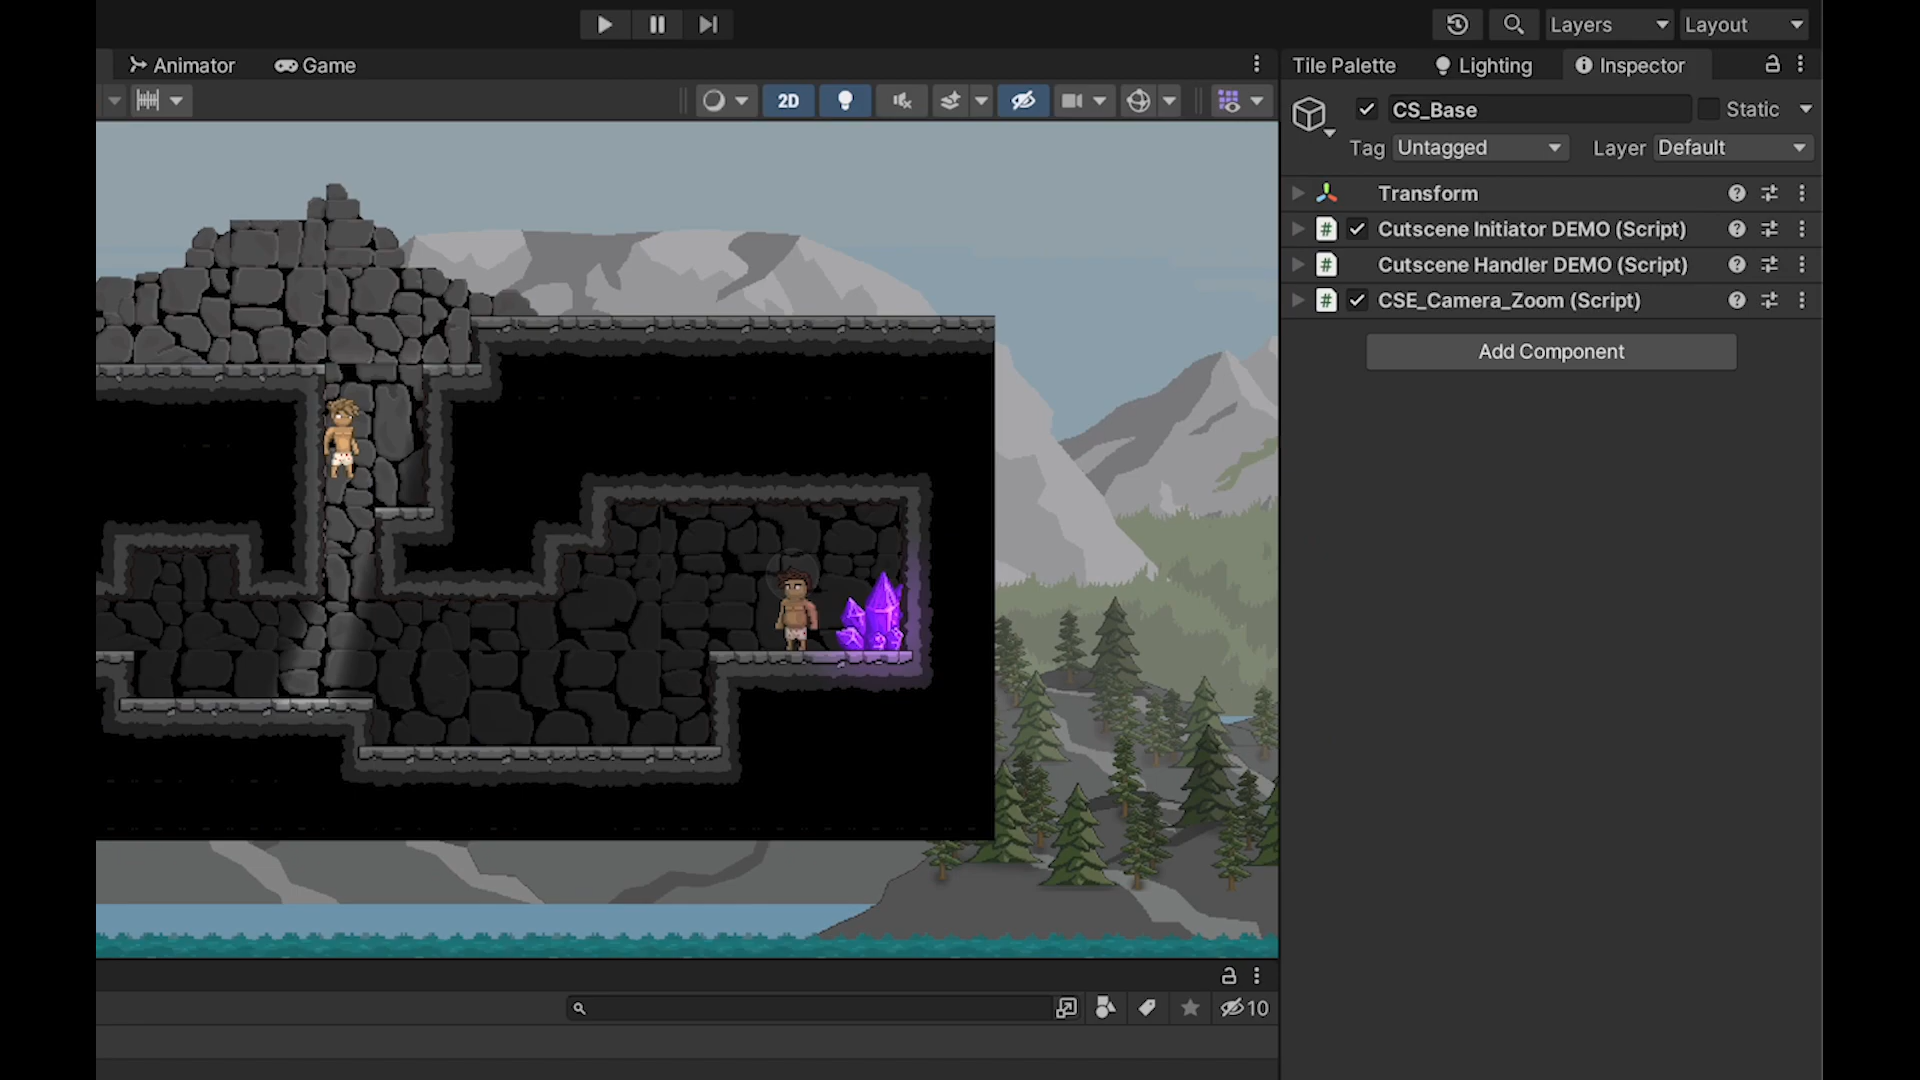 Layers
Layout
Animator
Game
Tile Palette
Lighting
Inspector
2D
CS_Base
Static
Tag
Untagged
Layer
Default
Transform
Cutscene Initiator DEMO (Script)
Cutscene Handler DEMO (Script)
CSE_Camera_Zoom (Script)
Add Component
10